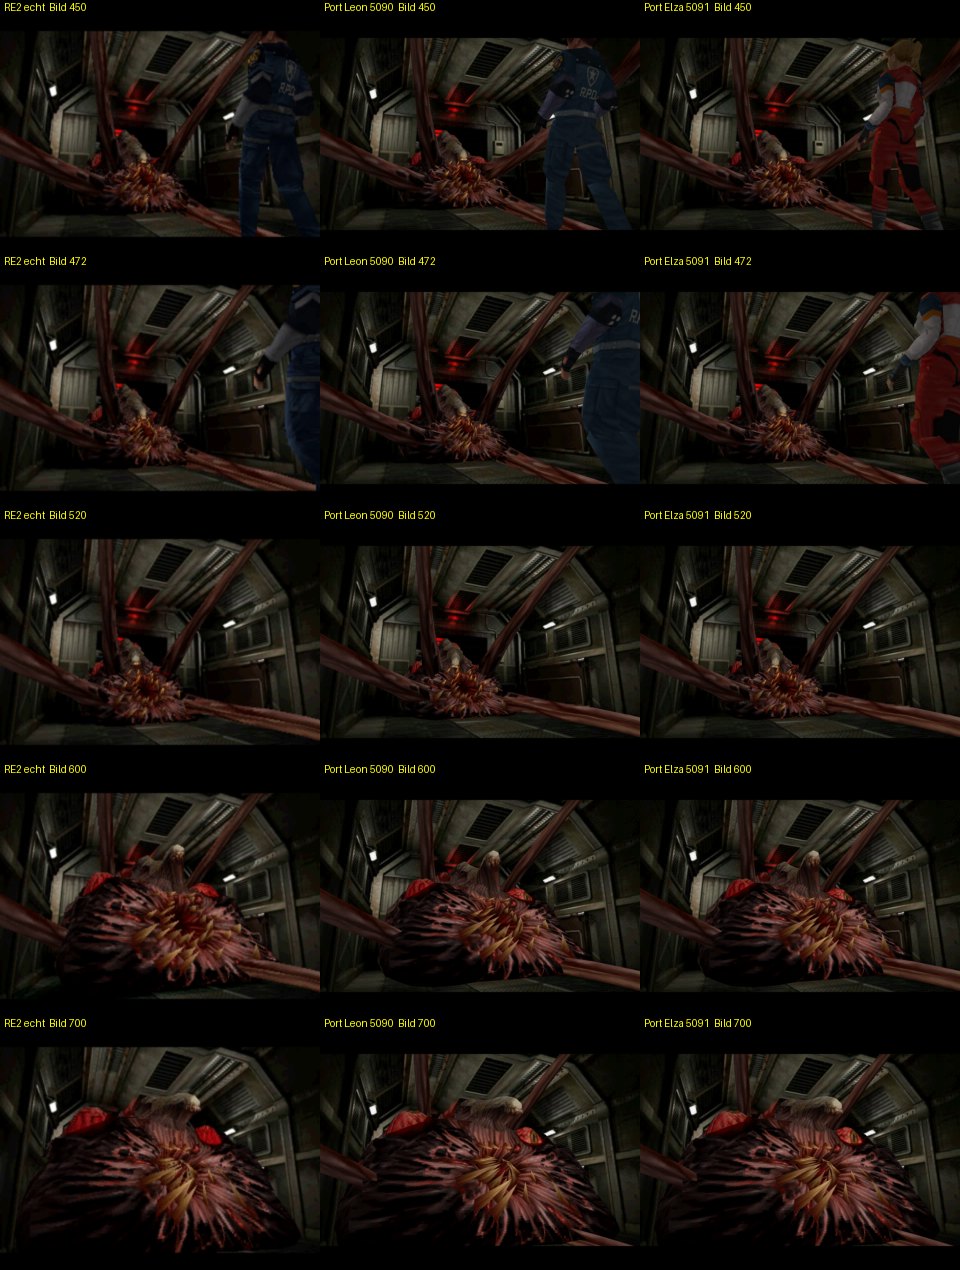 RE2 echt Bild 450
Port Leon 5090 Bild 450
Port Elza 5091 Bild 450
RPD
RPD
RE2 echt Bild 472
Port Leon 5090 Bild 472
Port Elza 5091 Bild 472
RE2 echt Bild 520
Port Leon 5090 Bild 520
Port Elza 5091 Bild 520
RE2 echt Bild 600
Port Leon 5090 Bild 600
Port Elza 5091 Bild 600
RE2 echt Bild 700
Port Leon 5090 Bild 700
Port Elza 5091 Bild 700